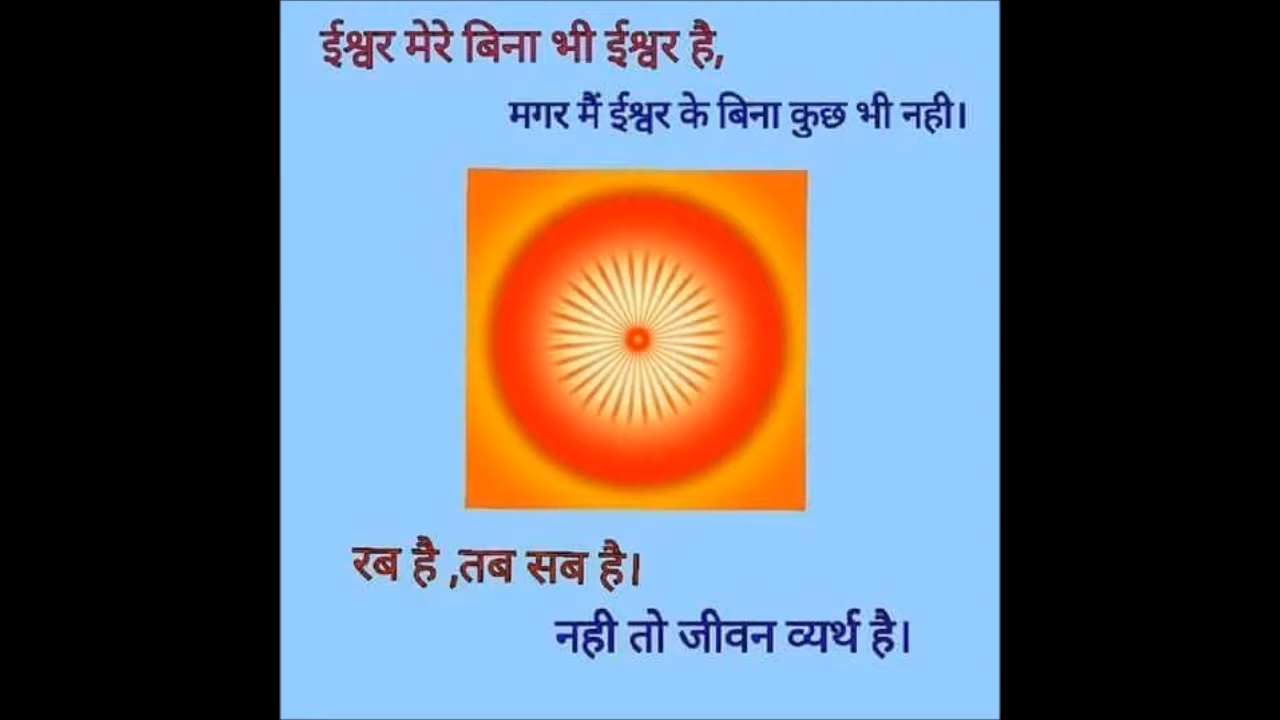 ईश्वर मेरे बिना भी ईश्वर है,
मगर मैं ईश्वर के बिना कुछ भी नही।
रब है ,तब सब है।
नही तो जीवन व्यर्थ है।